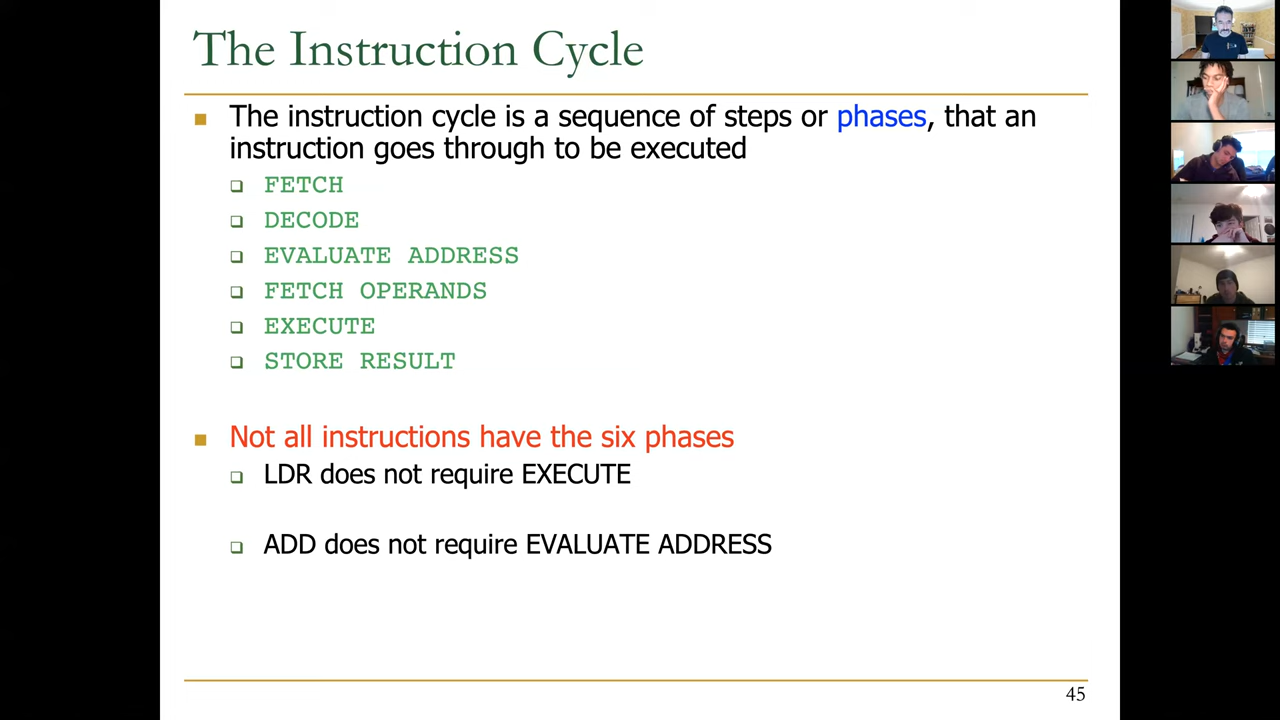 The Instruction Cycle
The instruction cycle is a sequence of steps or phases, that an
instruction goes through to be executed
FETCH
DECODE
EVALUATE ADDRESS
FETCH OPERANDS
EXECUTE
STORE RESULT
Not all instructions have the six phases
LDR does not require EXECUTE
ADD does not require EVALUATE ADDRESS
45